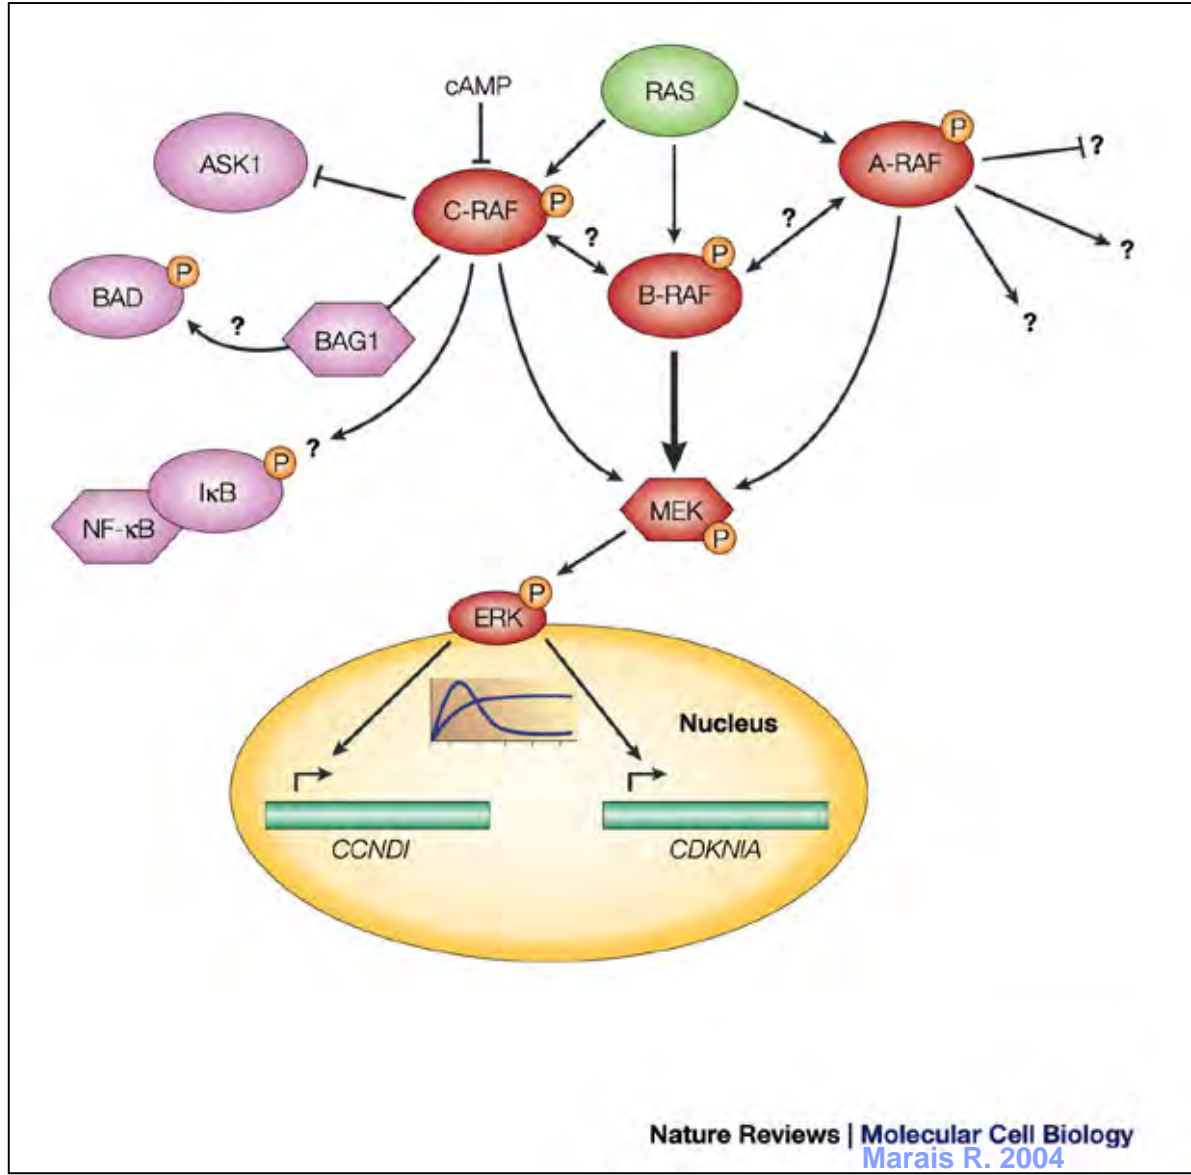 cAMP
RAS
ASK1
A-RAF
P
?
C-RAF
P
?
?
?
BAD
P
?
BAG1
B-RAF
P
?
?
IκB
P
NF-κB
MEK
P
ERK
P
Nucleus
CCNDI
CDKNIA
Nature Reviews | Molecular Cell Biology
Marais R. 2004